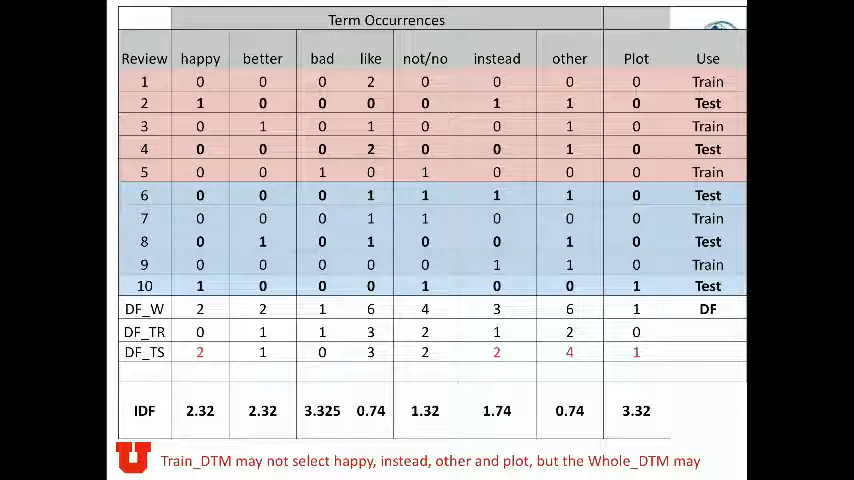 Term Occurrences
Review happy better bad like not/no instead other Plot Use
1 0 0 0 2 0 0 0 0 Train
2 1 0 0 0 0 1 1 0 Test
3 0 1 0 1 0 0 1 0 Train
4 0 0 0 2 0 0 1 0 Test
5 0 0 1 0 1 0 0 0 Train
6 0 0 0 1 1 1 1 0 Test
7 0 0 0 1 1 0 0 0 Train
8 0 1 0 1 0 0 1 0 Test
9 0 0 0 0 0 1 1 0 Train
10 1 0 0 0 1 0 0 1 Test
DF_W 2 2 1 6 4 3 6 1 DF
DF_TR 0 1 1 3 2 1 2 0
DF_TS 2 1 0 3 2 2 4 1
IDF 2.32 2.32 3.325 0.74 1.32 1.74 0.74 3.32
U Train_DTM may not select happy, instead, other and plot, but the Whole_DTM may